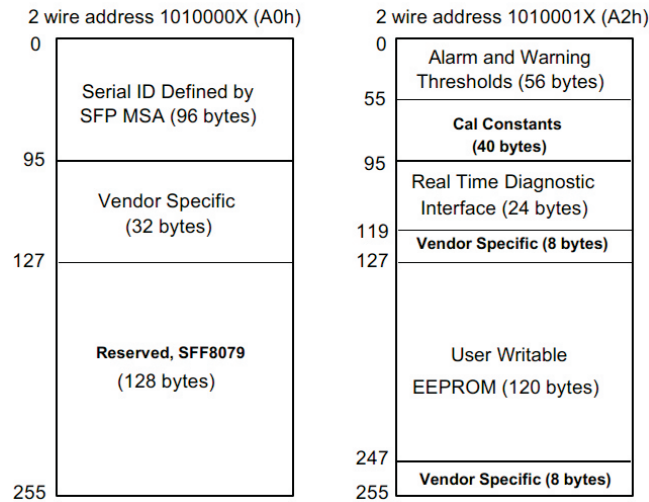 2 wire address 1010000X (A0h)
0
Serial ID Defined by
SFP MSA (96 bytes)
95
Vendor Specific
(32 bytes)
127
Reserved, SFF8079
(128 bytes)
255
2 wire address 1010001X (A2h)
0
Alarm and Warning
Thresholds (56 bytes)
55
Cal Constants
(40 bytes)
95
Real Time Diagnostic
Interface (24 bytes)
119
Vendor Specific (8 bytes)
127
User Writable
EEPROM (120 bytes)
247
Vendor Specific (8 bytes)
255